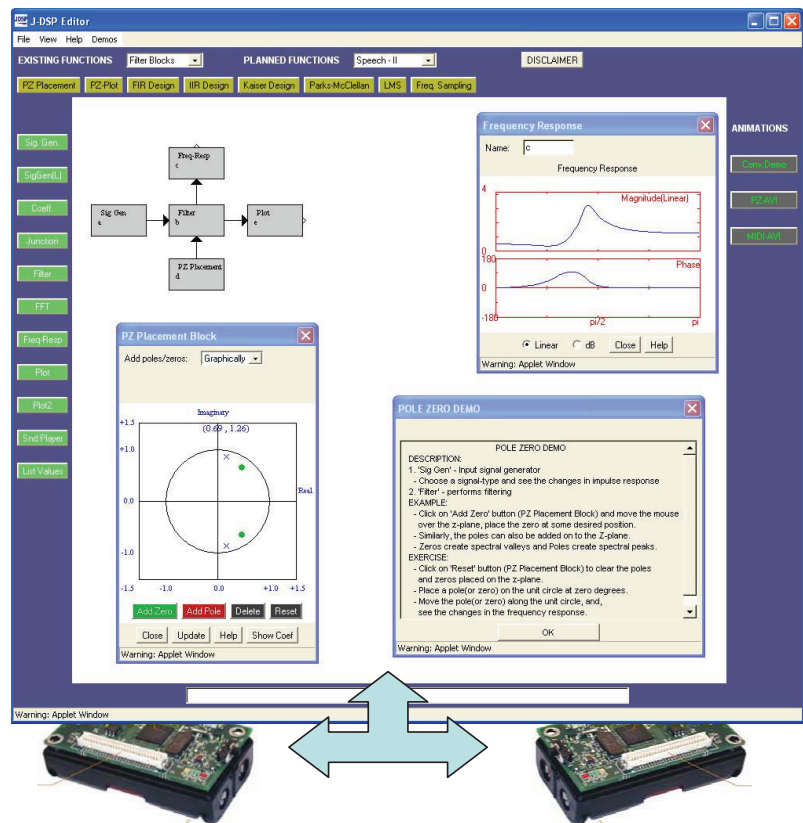 J-DSP Editor
File View Help Demos
EXISTING FUNCTIONS Filter Blocks PLANNED FUNCTIONS Speech - II DISCLAIMER
PZ Placement PZ-Plot FIR Design IIR Design Kaiser Design Parks-McClellan LMS Freq. Sampling
Sig. Gen.
SigGen(L)
Coeff.
Junction
Filter
FFT
Freq-Resp
Plot
Plot2
Snd Player
List Values
Freq-Resp
c
Sig Gen
a
Filter
b
Plot
e
PZ Placement
d
Frequency Response
Name: c
Frequency Response
4
Magnitude(Linear)
0
180
Phase
0
-180
pi/2 pi
Linear dB Close Help
Warning: Applet Window
ANIMATIONS
Conv.Demo
PZ-AVI
MIDI-AVI
PZ Placement Block
Add poles/zeros: Graphically
Imaginary
+1.5
(0.69 , 1.26)
+1.0
Real
0.0
-1.0
-1.5 -1.0 0.0 +1.0 +1.5
Add Zero Add Pole Delete Reset
Close Update Help Show Coef
Warning: Applet Window
POLE ZERO DEMO
POLE ZERO DEMO
DESCRIPTION:
1. 'Sig Gen' - Input signal generator
- Choose a signal-type and see the changes in impulse response
2. 'Filter' - performs filtering
EXAMPLE:
- Click on 'Add Zero' button (PZ Placement Block) and move the mouse
over the z-plane, place the zero at some desired position.
- Similarly, the poles can also be added on to the Z-plane.
- Zeros create spectral valleys and Poles create spectral peaks.
EXERCISE:
- Click on 'Reset' button (PZ Placement Block) to clear the poles
and zeros placed on the z-plane.
- Place a pole(or zero) on the unit circle at zero degrees.
- Move the pole(or zero) along the unit circle, and,
see the changes in the frequency response.
OK
Warning: Applet Window
Warning: Applet Window